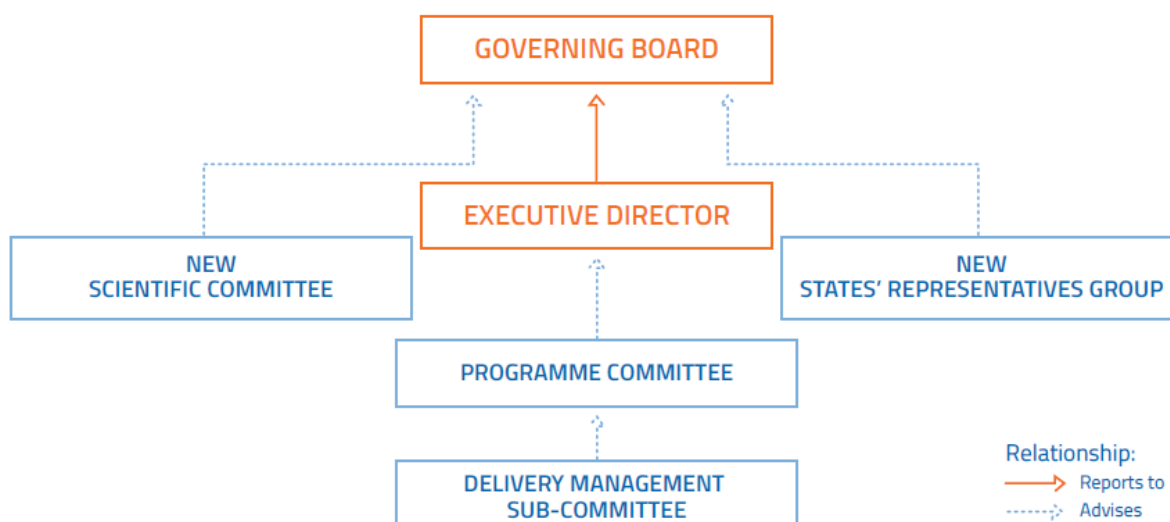 GOVERNING BOARD
EXECUTIVE DIRECTOR
NEW
SCIENTIFIC COMMITTEE
NEW
STATES' REPRESENTATIVES GROUP
PROGRAMME COMMITTEE
DELIVERY MANAGEMENT
SUB-COMMITTEE
Relationship:
Reports to
Advises